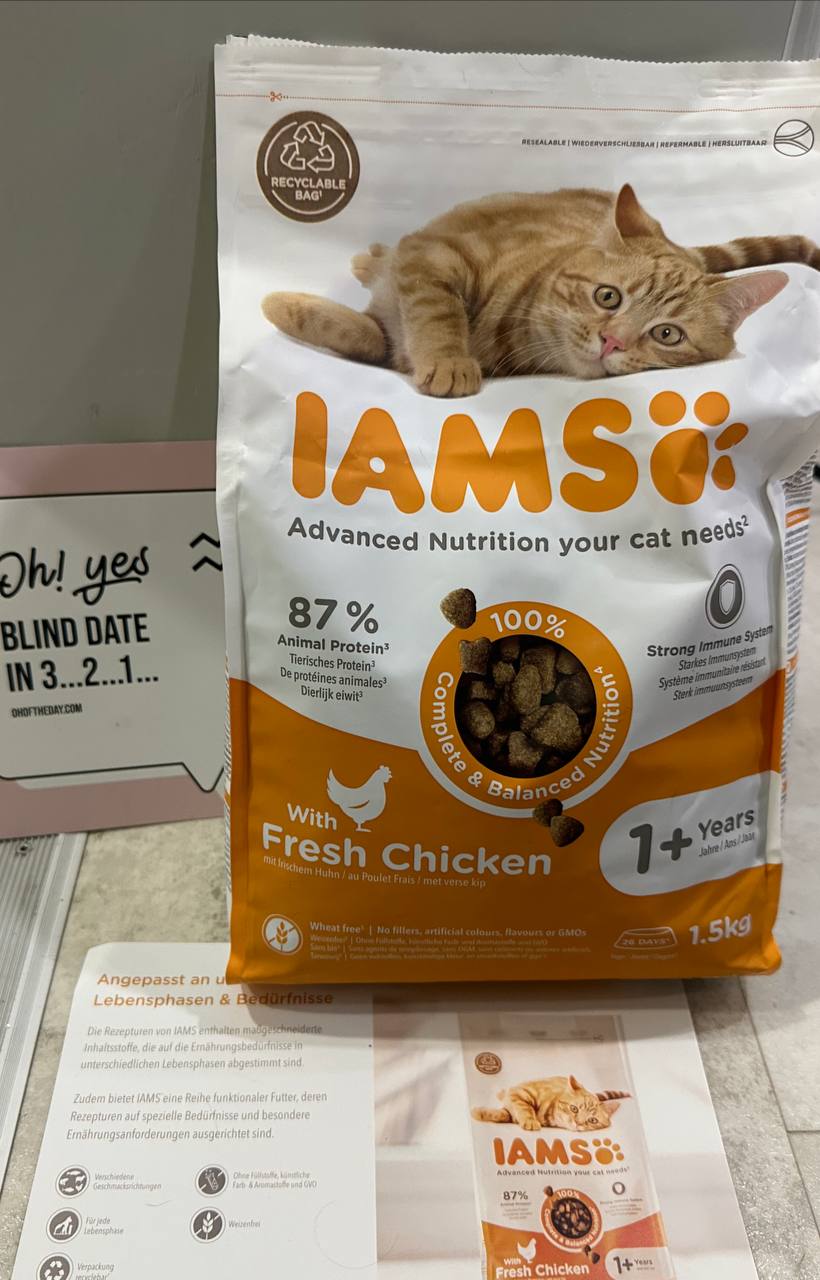 RECYCLABLE
BAG¹
RESEALABLE | WIEDERVERSCHLIEßBAR | REFERMABLE | HERSLUITBAAR
IAMS
Advanced Nutrition your cat needs²
87%
Animal Protein³
Tierisches Protein³
De protéines animales³
Dierlijk eiwit³
100%
Complete & Balanced Nutrition⁴
Strong Immune System
Starkes Immunsystem
Système immunitaire résistant
Sterk immuunsysteem
With
Fresh Chicken
mit frischem Huhn / au Poulet Frais / met verse kip
1+ Years
Jahre / Ans / Jaar
Wheat free⁵ | No fillers, artificial colours, flavours or GMOs
26 DAYS
1.5kg
Oh! yes
BLIND DATE
IN 3...2...1...
OHOFTHEDAY.COM
Angepasst an u
Lebensphasen & Bedürfnisse
Die Rezepturen von IAMS enthalten maßgeschneiderte
Inhaltsstoffe, die auf die Ernährungsbedürfnisse in
unterschiedlichen Lebensphasen abgestimmt sind.
Zudem bietet IAMS eine Reihe funktionaler Futter, deren
Rezepturen auf spezielle Bedürfnisse und besondere
Ernährungsanforderungen ausgerichtet sind.
Verschiedene
Geschmacksrichtungen
Ohne Füllstoffe, künstliche
Farb- & Aromastoffe und GVO
Für jede
Lebensphase
Weizenfrei
Verpackung
recyclebar
IAMS
Advanced Nutrition your cat needs²
87%
100%
With
Fresh Chicken
1+ Years